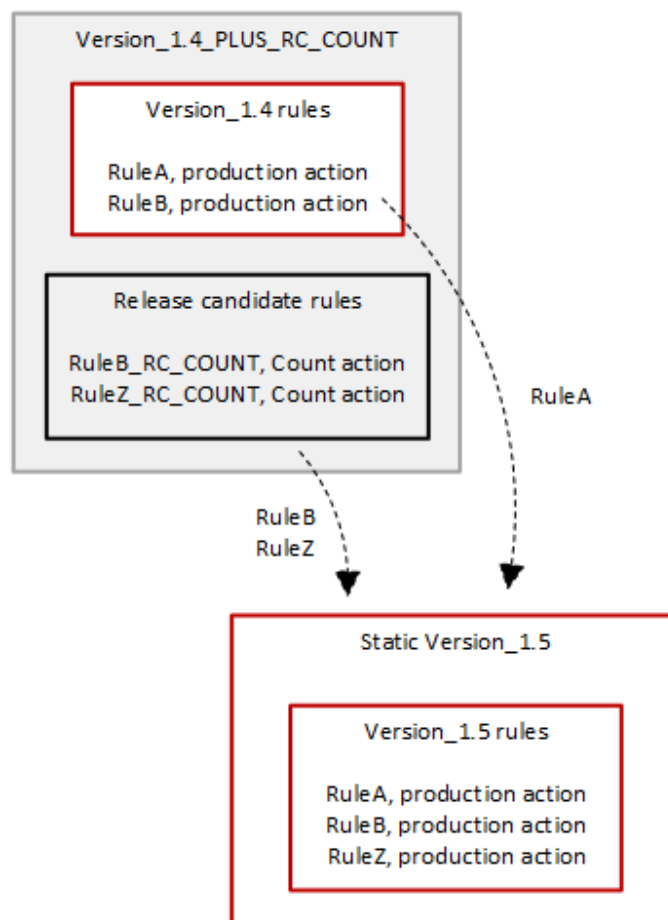 Version_1.4_PLUS_RC_COUNT
Version_1.4 rules
RuleA, production action
RuleB, production action
Release candidate rules
RuleB_RC_COUNT, Count action
RuleZ_RC_COUNT, Count action
RuleA
RuleB
RuleZ
Static Version_1.5
Version_1.5 rules
RuleA, production action
RuleB, production action
RuleZ, production action